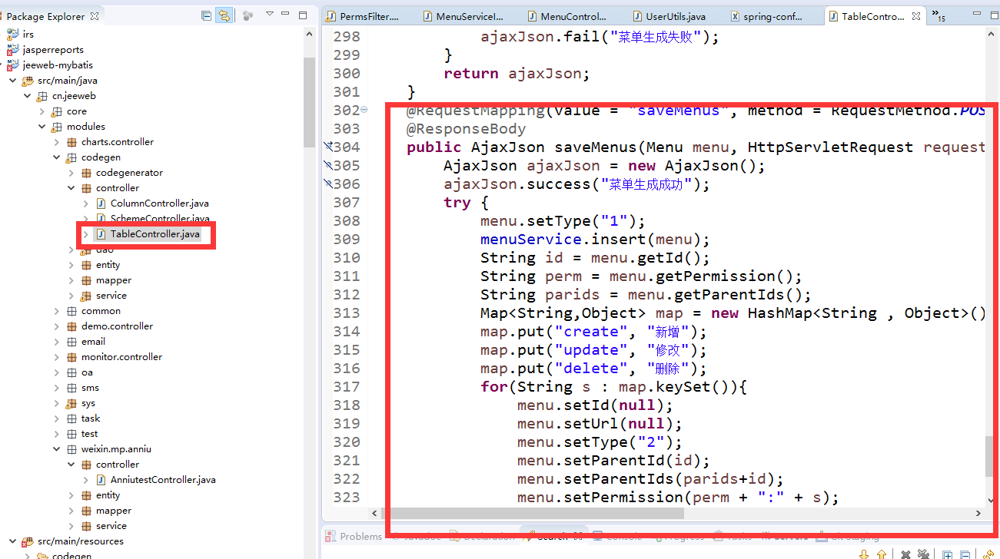 Package Explorer
irs
jasperreports
jeeweb-mybatis
src/main/java
cn.jeeweb
core
modules
charts.controller
codegen
codegenerator
controller
ColumnController.java
SchemeController.java
TableController.java
dao
entity
mapper
service
common
demo.controller
email
monitor.controller
oa
sms
sys
task
test
weixin.mp.anniu
controller
AnniutestController.java
entity
mapper
service
src/main/resources
codegen
PermsFilter....
MenuServiceI...
MenuControl...
UserUtils.java
spring-conf...
TableContro...
15
298 ajaxJson.fail("菜单生成失败");
299 }
300 return ajaxJson;
301 }
302 @RequestMapping(value = "saveMenus", method = RequestMethod.POS
303 @ResponseBody
304 public AjaxJson saveMenus(Menu menu, HttpServletRequest request
305 AjaxJson ajaxJson = new AjaxJson();
306 ajaxJson.success("菜单生成成功");
307 try {
308 menu.setType("1");
309 menuService.insert(menu);
310 String id = menu.getId();
311 String perm = menu.getPermission();
312 String parids = menu.getParentIds();
313 Map<String,Object> map = new HashMap<String , Object>()
314 map.put("create", "新增");
315 map.put("update", "修改");
316 map.put("delete", "删除");
317 for(String s : map.keySet()){
318 menu.setId(null);
319 menu.setUrl(null);
320 menu.setType("2");
321 menu.setParentId(id);
322 menu.setParentIds(parids+id);
323 menu.setPermission(perm + ":" + s);
Problems
Javadoc
Declaration
Search
Console
Progress
Tasks
Servers
Git Staging